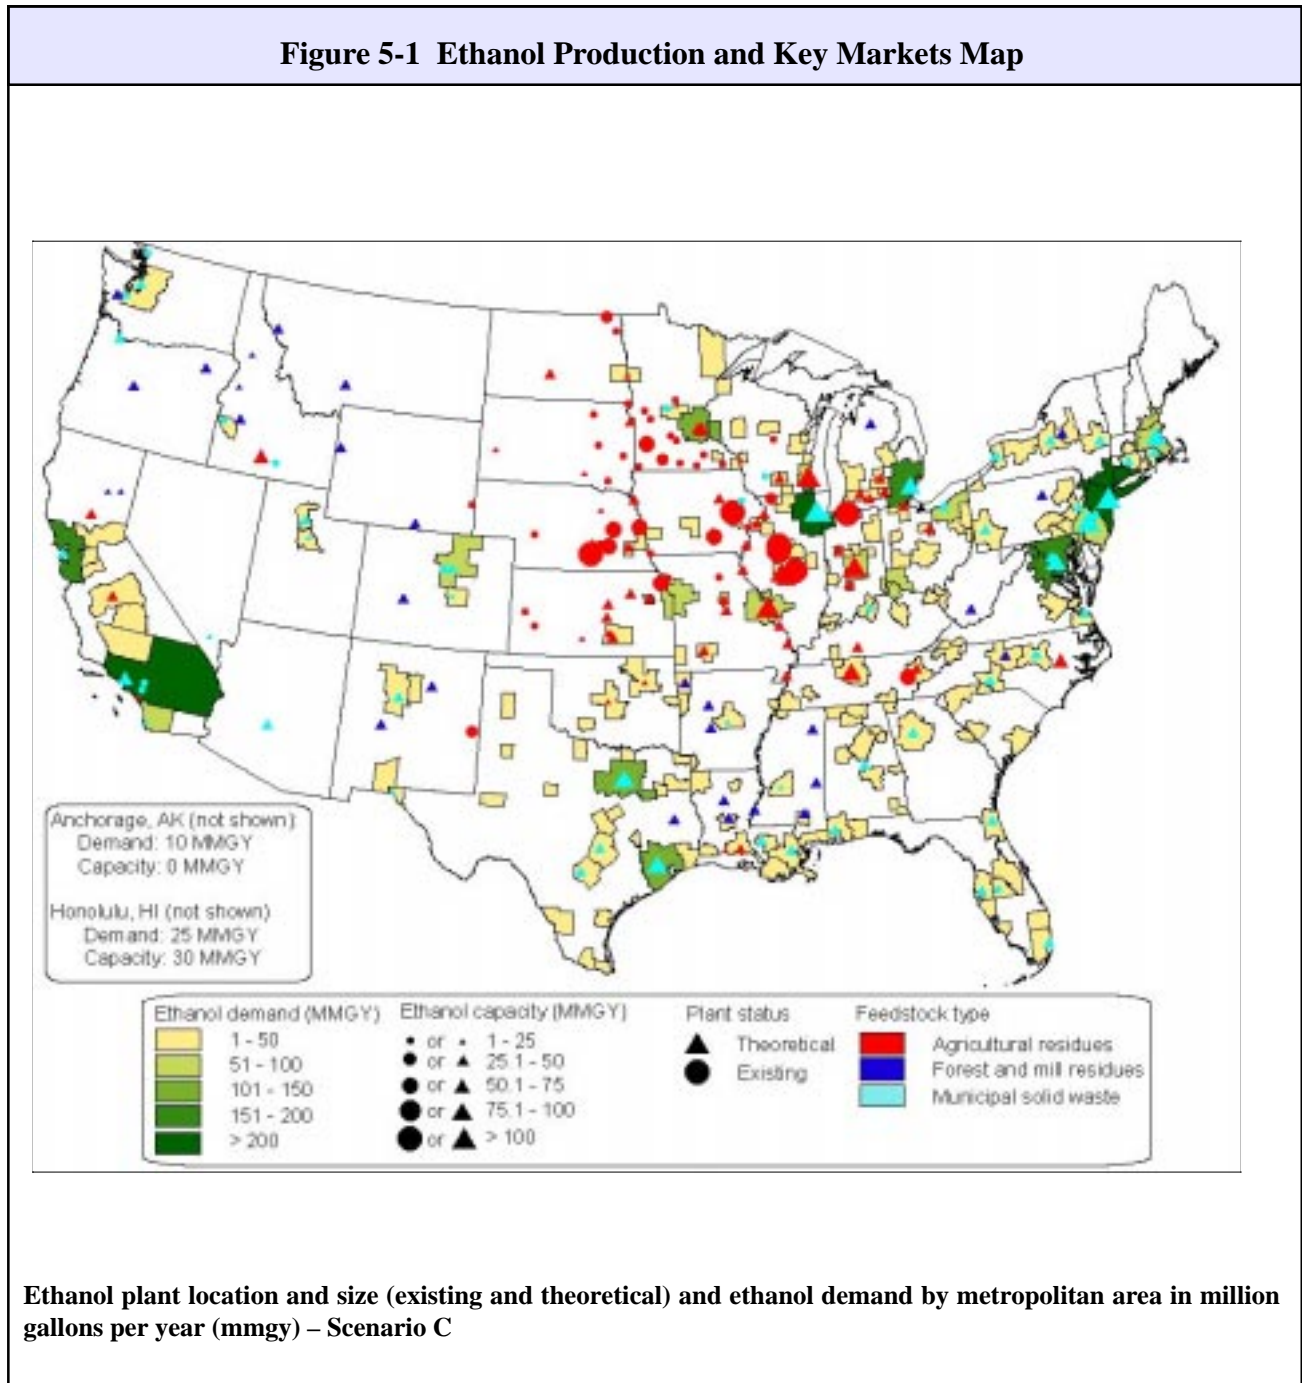 Figure 5-1 Ethanol Production and Key Markets Map
Anchorage, AK (not shown)
Demand: 10 MMGY
Capacity: 0 MMGY
Honolulu, HI (not shown)
Demand: 25 MMGY
Capacity: 30 MMGY
Ethanol demand (MMGY)
1 - 50
51 - 100
101 - 150
151 - 200
> 200
Ethanol capacity (MMGY)
or 1 - 25
or 25.1 - 50
or 50.1 - 75
or 75.1 - 100
or > 100
Plant status
Theoretical
Existing
Feedstock type
Agricultural residues
Forest and mill residues
Municipal solid waste
Ethanol plant location and size (existing and theoretical) and ethanol demand by metropolitan area in million
gallons per year (mmgy) – Scenario C